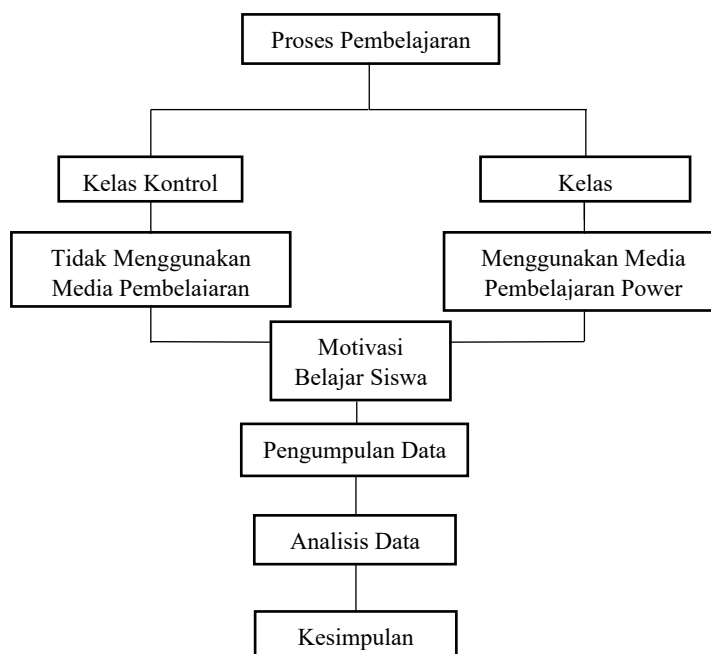 Proses Pembelajaran
Kelas Kontrol
Kelas
Tidak Menggunakan
Media Pembelajaran
Menggunakan Media
Pembelajaran Power
Motivasi
Belajar Siswa
Pengumpulan Data
Analisis Data
Kesimpulan